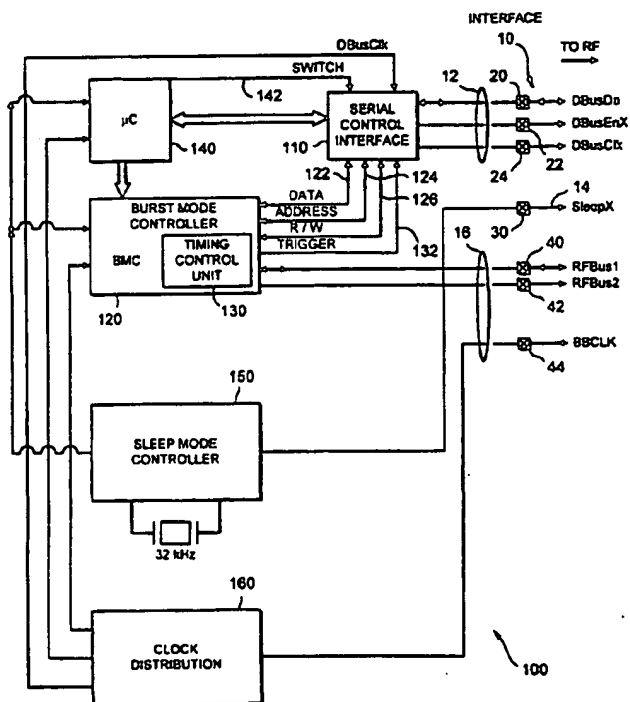 INTERFACE
10
TO RF
DBusClk
SWITCH
12
20
142
µC
SERIAL
CONTROL
INTERFACE
DBusDa
DBusEnX
22
DBusClx
24
140
110
122
124
126
DATA
ADDRESS
R / W
TRIGGER
132
14
SleepX
30
BURST MODE
CONTROLLER
BMC
TIMING
CONTROL
UNIT
120
130
16
40
RFBus1
RFBus2
42
BBCLK
44
150
SLEEP MODE
CONTROLLER
32 kHz
160
CLOCK
DISTRIBUTION
100